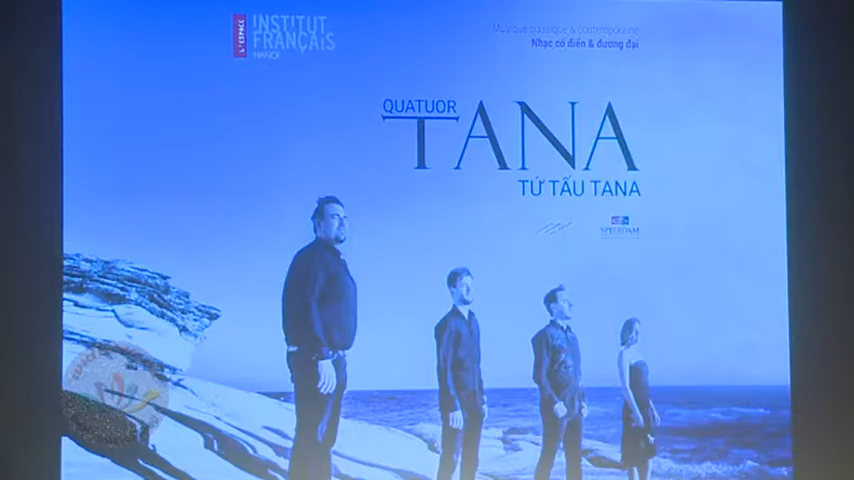 L'ESPACE
INSTITUT
FRANÇAIS
HANOI
Musique classique & contemporaine
Nhạc cổ điển & đương đại
QUATUOR
TANA
TỨ TẤU TANA
SPEDIDAM